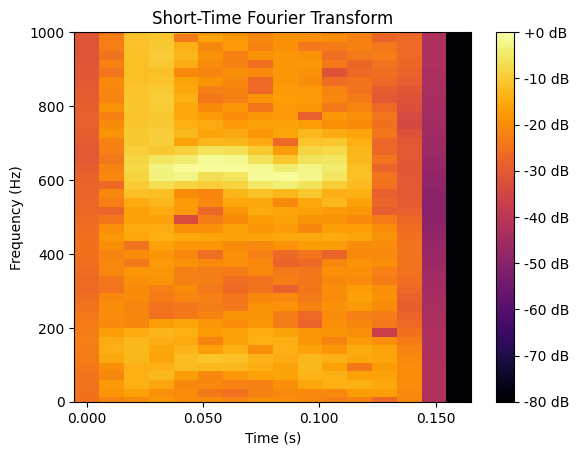 Short-Time Fourier Transform
1000
800
600
400
200
0
Frequency (Hz)
0.000
0.050
0.100
0.150
Time (s)
+0 dB
-10 dB
-20 dB
-30 dB
-40 dB
-50 dB
-60 dB
-70 dB
-80 dB